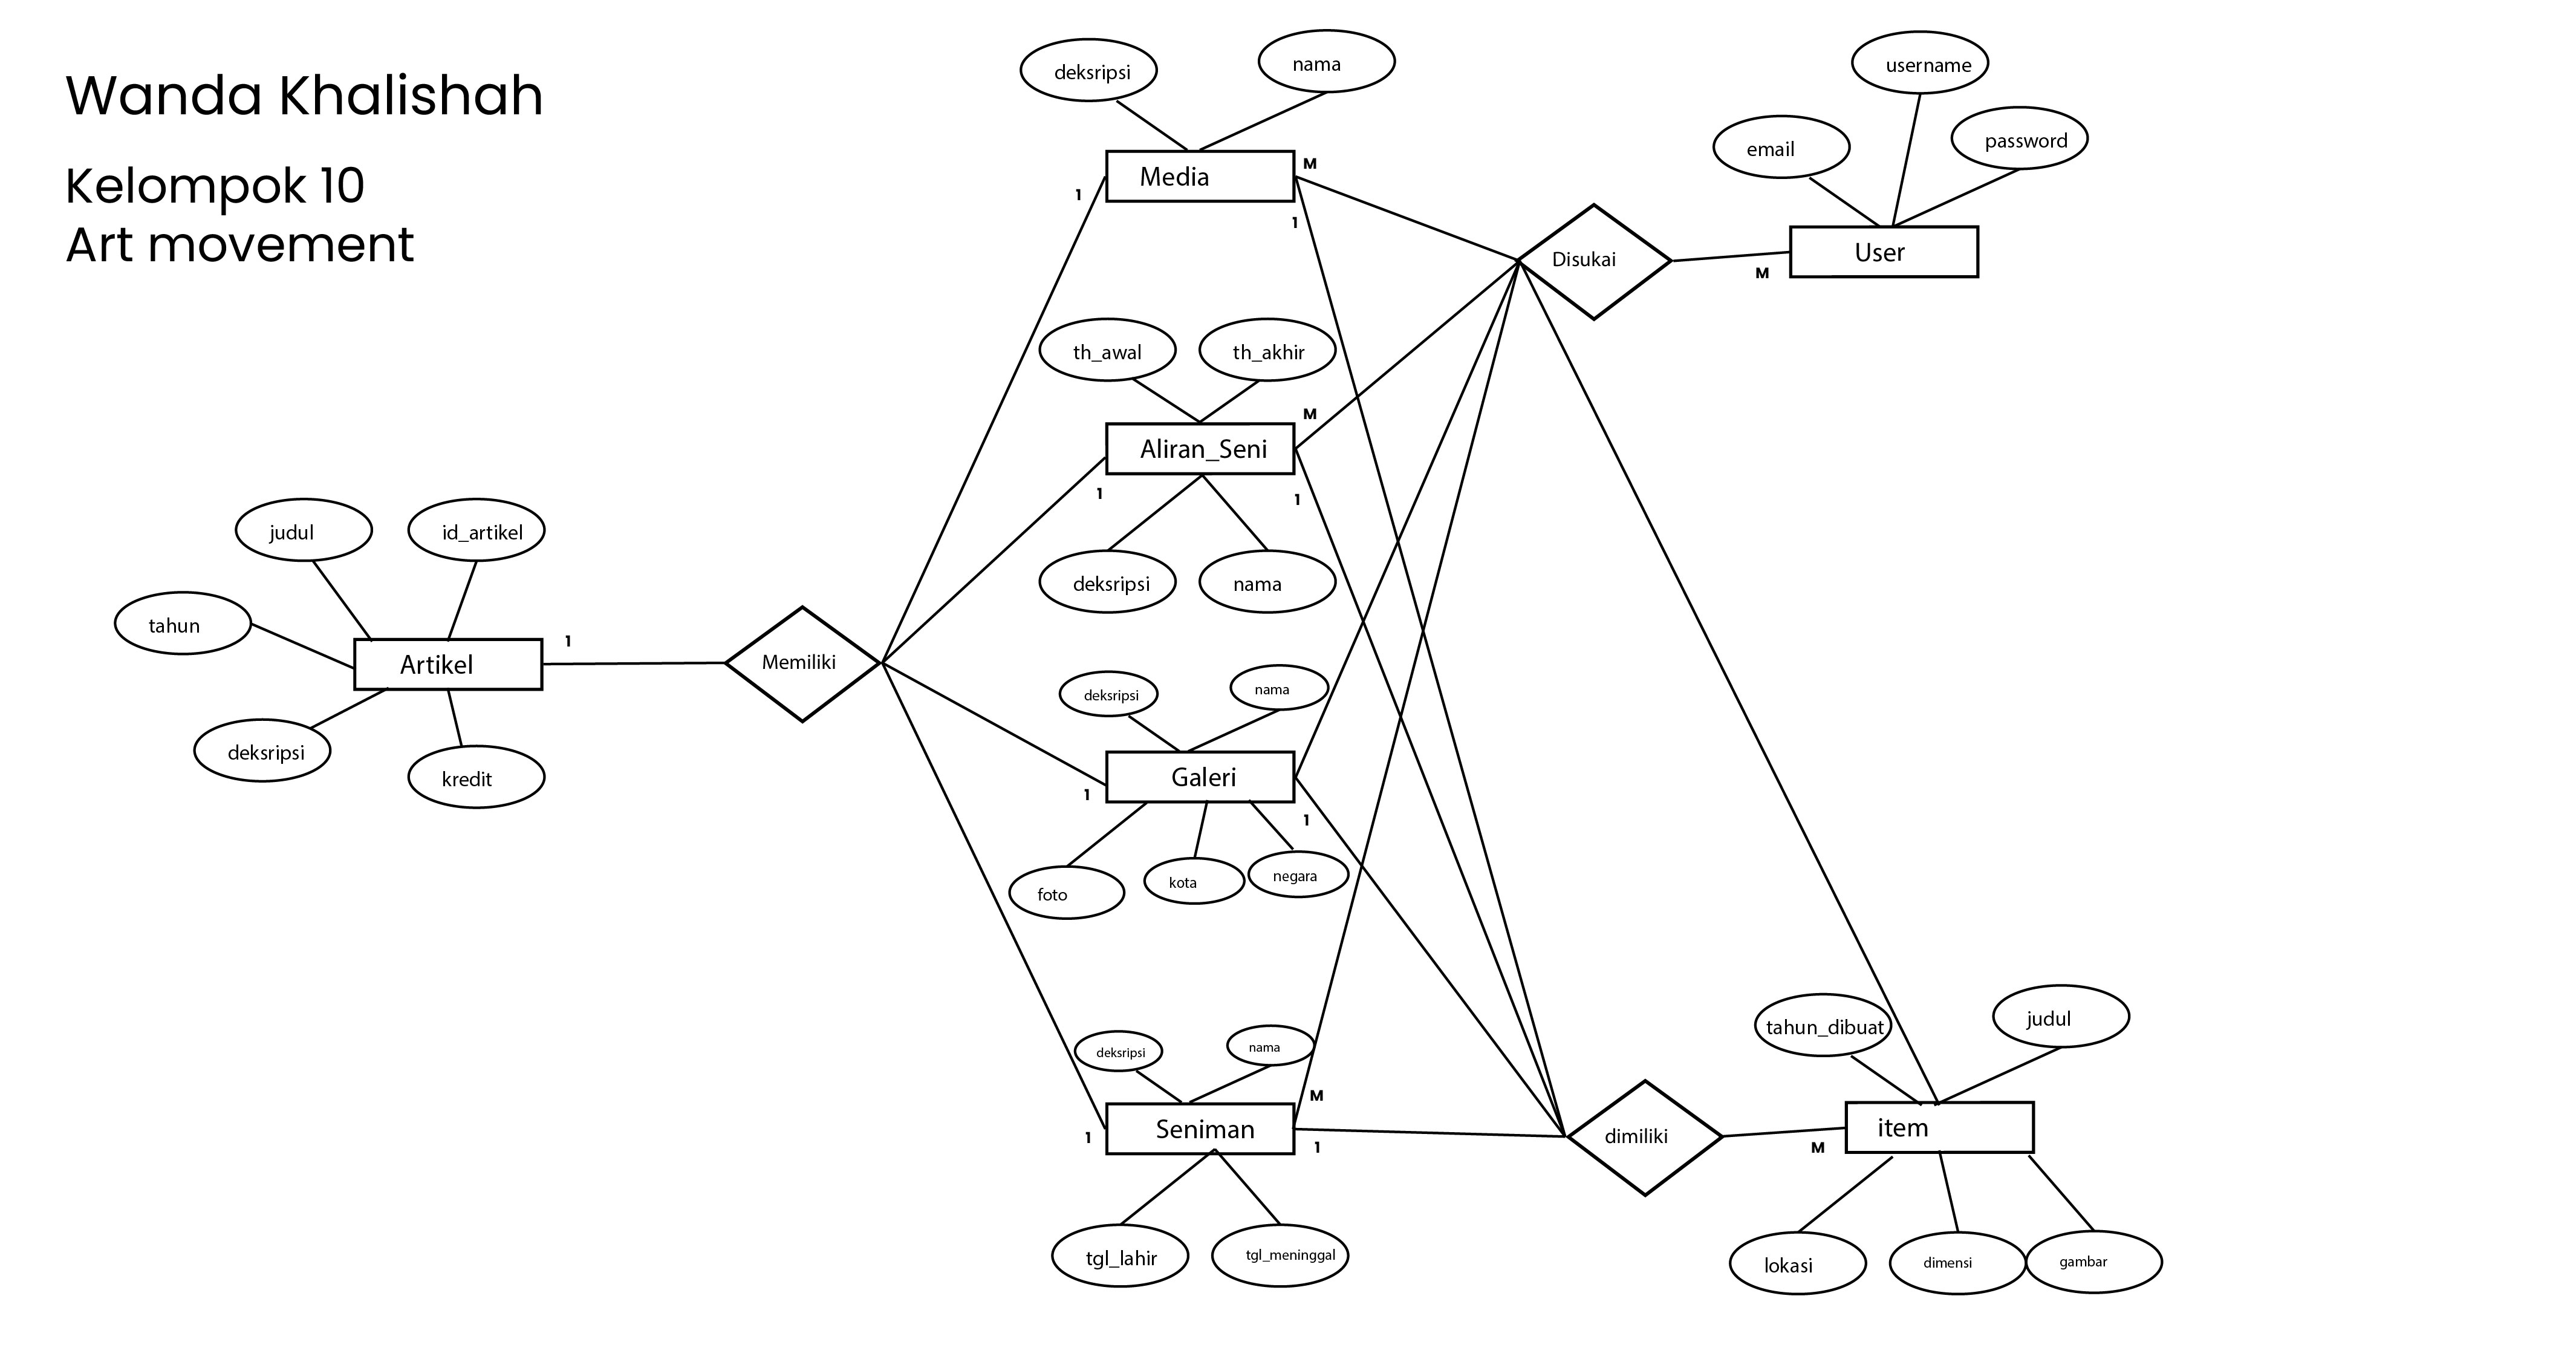 Wanda Khalishah
Kelompok 10
Art movement
deksripsi
nama
Media
M
1
1
username
email
password
User
M
Disukai
th_awal
th_akhir
M
Aliran_Seni
1
1
deksripsi
nama
judul
id_artikel
tahun
Artikel
1
deksripsi
kredit
Memiliki
deksripsi
nama
Galeri
1
1
foto
kota
negara
deksripsi
nama
M
Seniman
1
1
tgl_lahir
tgl_meninggal
dimiliki
tahun_dibuat
judul
item
M
lokasi
dimensi
gambar